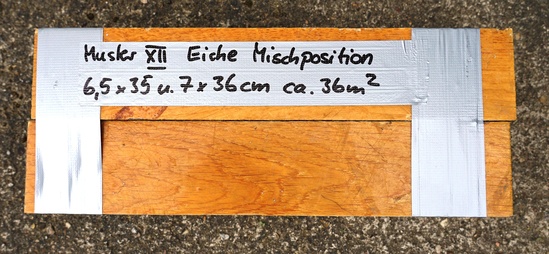 Muster XII Eiche Mischposition
6,5 x 35 u. 7 x 36 cm ca. 36m²